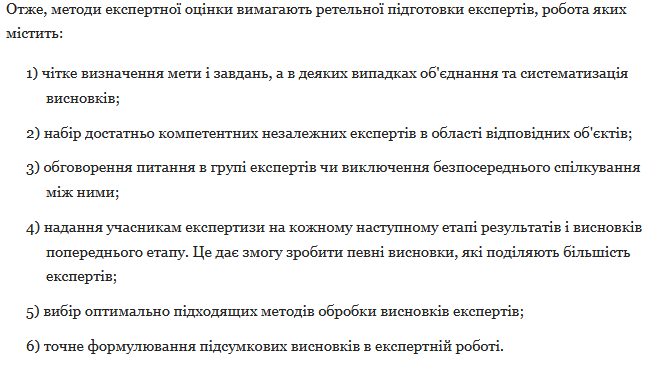 Отже, методи експертної оцінки вимагають ретельної підготовки експертів, робота яких
містить:
1) чітке визначення мети і завдань, а в деяких випадках об'єднання та систематизація
висновків;
2) набір достатньо компетентних незалежних експертів в області відповідних об'єктів;
3) обговорення питання в групі експертів чи виключення безпосереднього спілкування
між ними;
4) надання учасникам експертизи на кожному наступному етапі результатів і висновків
попереднього етапу. Це дає змогу зробити певні висновки, які поділяють більшість
експертів;
5) вибір оптимально підходящих методів обробки висновків експертів;
6) точне формулювання підсумкових висновків в експертній роботі.